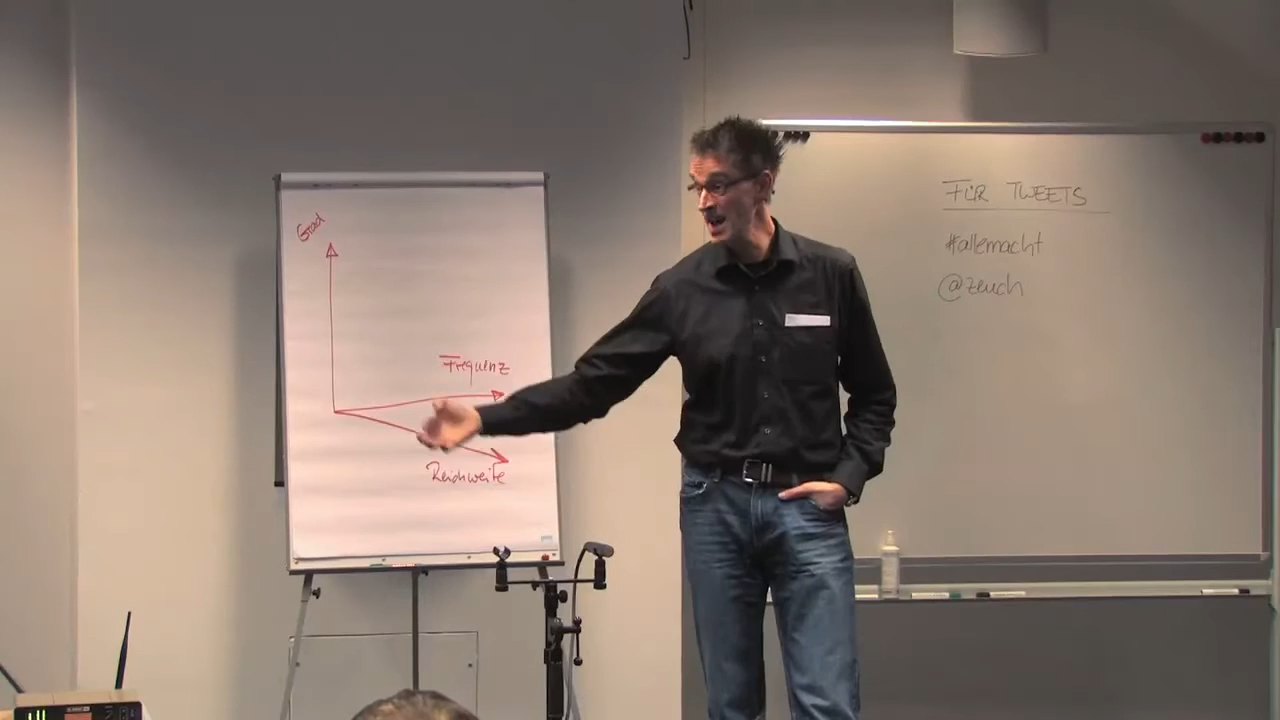 Grad
Frequenz
Reichweite
FÜR TWEETS
#allemacht
@zeuch